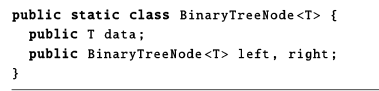 public static class BinaryTreeNode<T> {
  public T data;
  public BinaryTreeNode<T> left, right;
}